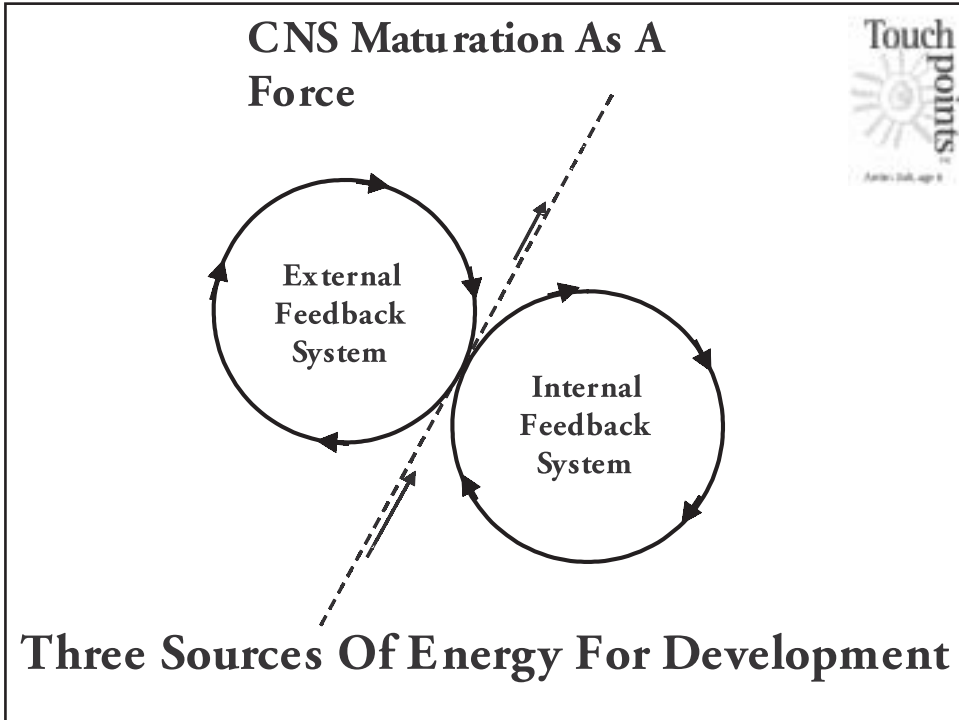 CNS Maturation As A
Force
Touch
points
External
Feedback
System
Internal
Feedback
System
Three Sources Of Energy For Development